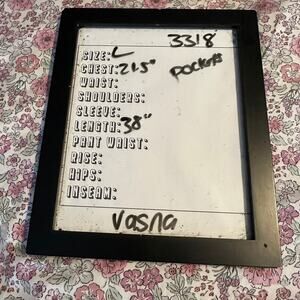 3318
SIZE: L
CHEST: 21.5"
POCKETS
WAIST:
SHOULDERS:
SLEEVE:
LENGTH: 38"
PANT WAIST:
RISE:
HIPS:
INSEAM:
Vasna